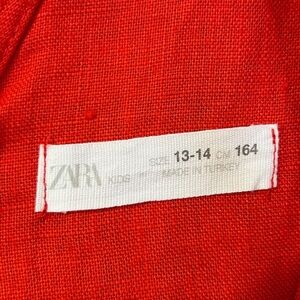 ZARA KIDS SIZE 13-14 CM 164
MADE IN TURKEY